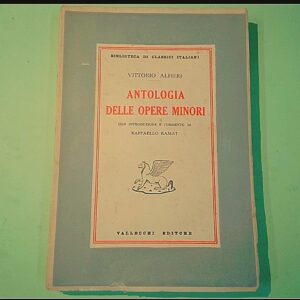 BIBLIOTECA DI CLASSICI ITALIANI
VITTORIO ALFIERI
ANTOLOGIA
DELLE OPERE MINORI
CON INTRODUZIONE E COMMENTO DI
RAFFAELLO RAMAT
VALLECCHI EDITORE